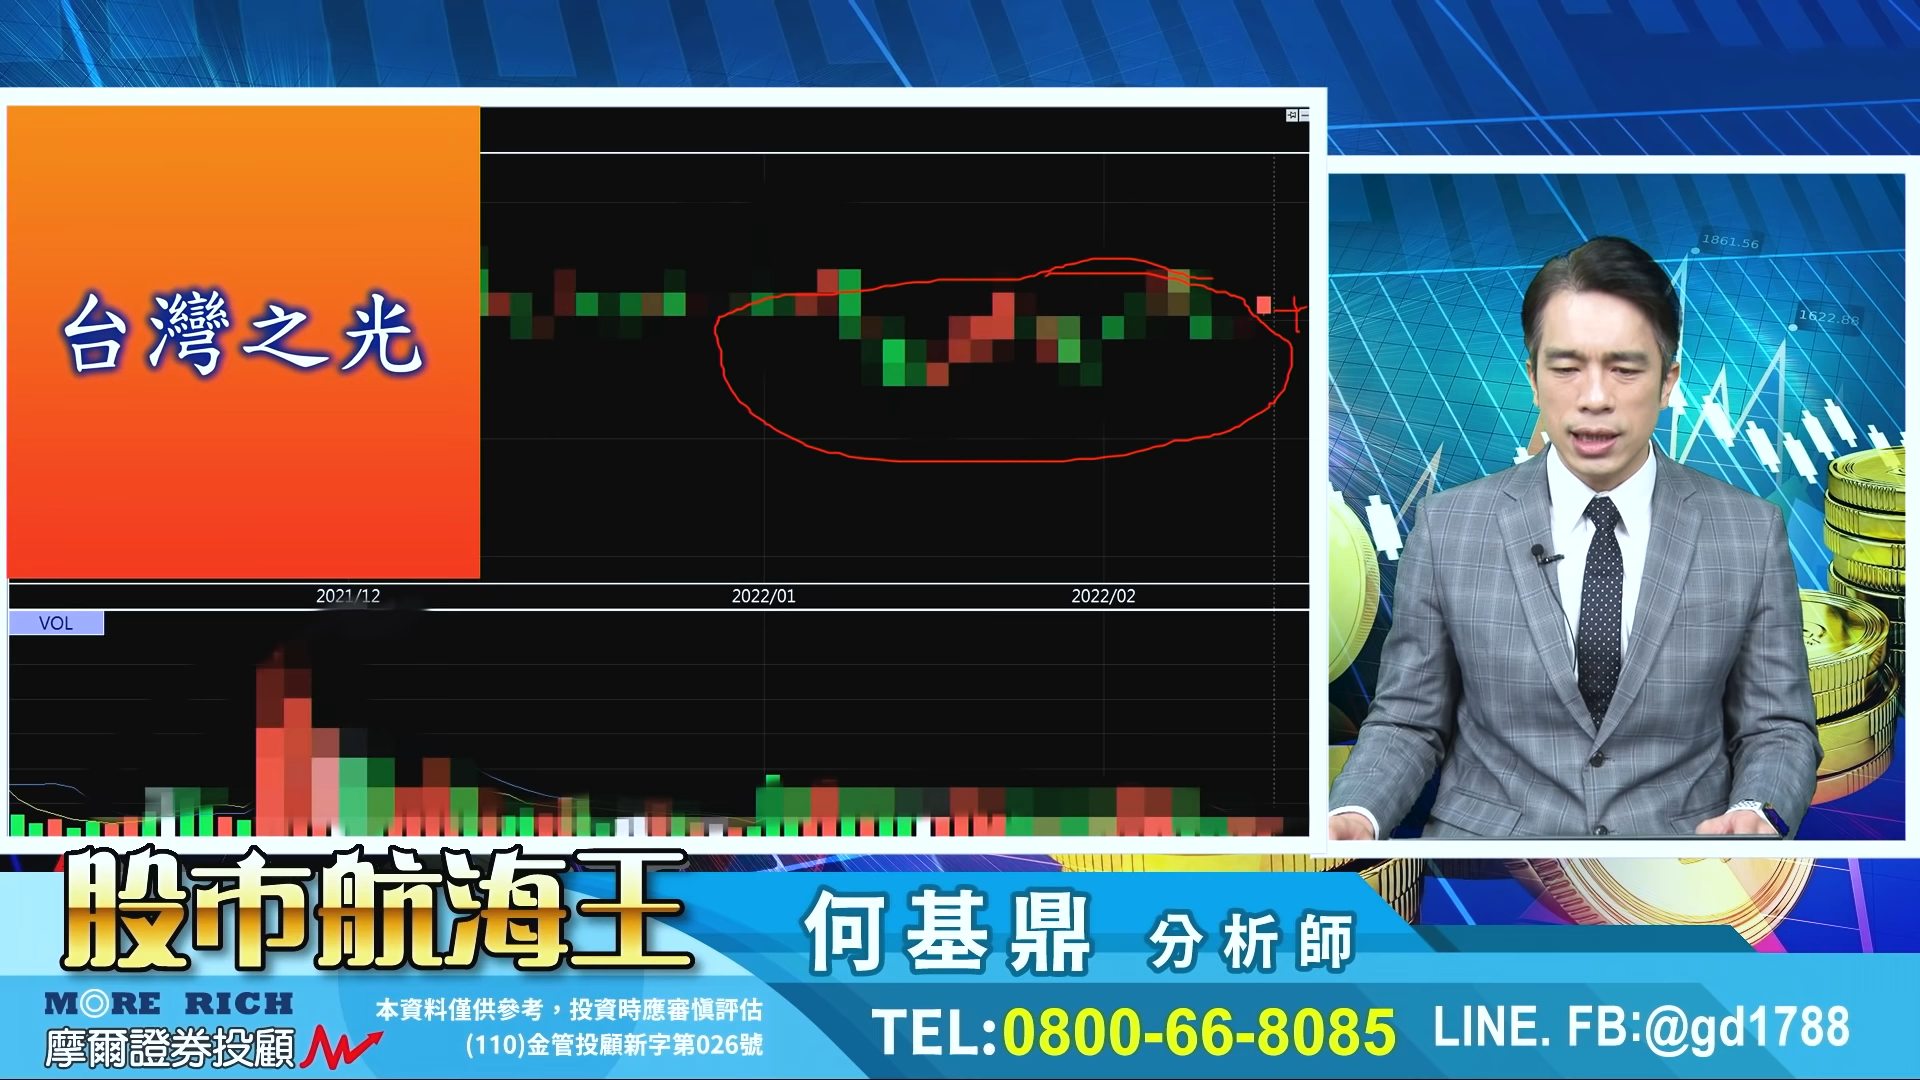 台灣之光
2021/12
2022/01
2022/02
VOL
1861.56
1622.88
股市航海王
何基鼎 分析師
MORE RICH
摩爾證券投顧
本資料僅供參考，投資時應審慎評估
(110)金管投顧新字第026號
TEL:0800-66-8085
LINE. FB:@gd1788